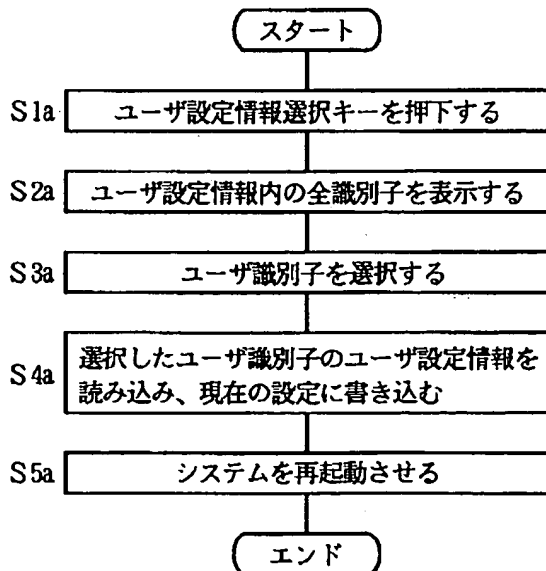 スタート
S1a ユーザ設定情報選択キーを押下する
S2a ユーザ設定情報内の全識別子を表示する
S3a ユーザ識別子を選択する
S4a 選択したユーザ識別子のユーザ設定情報を
読み込み、現在の設定に書き込む
S5a システムを再起動させる
エンド